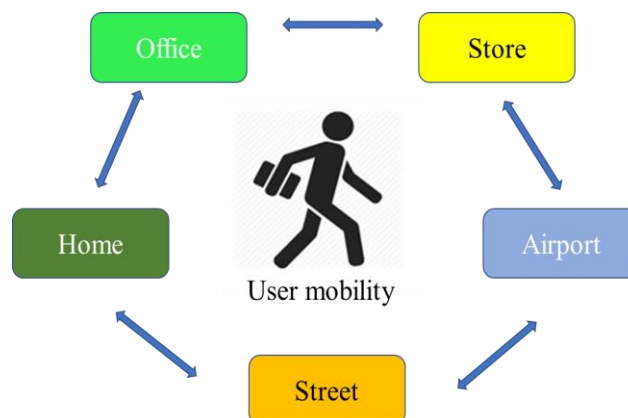 Office
Store
Home
Airport
User mobility
Street